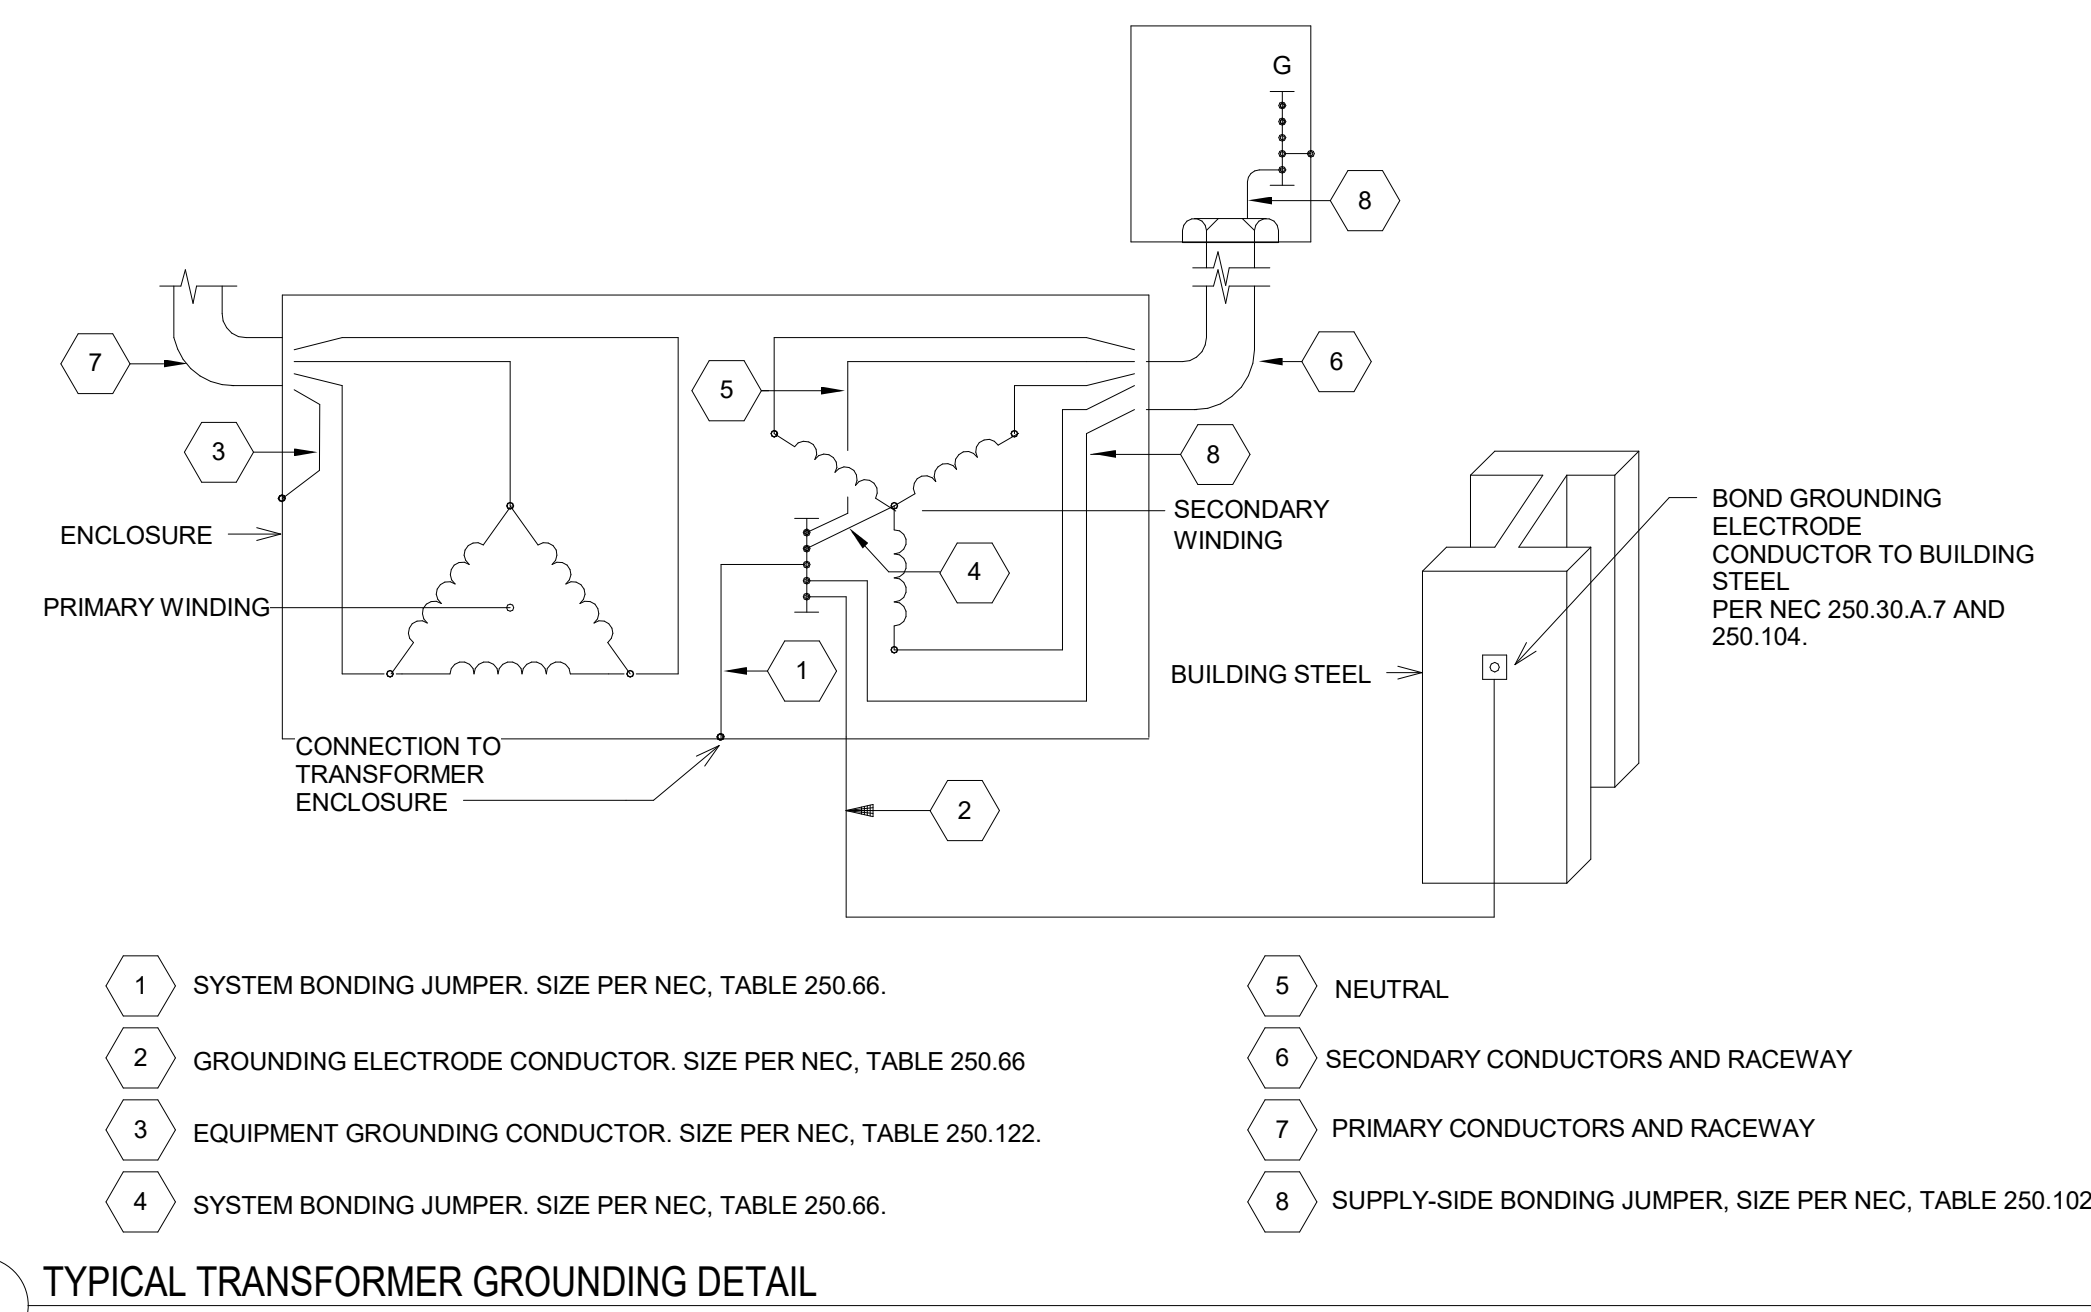 G
8
7
5
6
3
8
ENCLOSURE
SECONDARY
WINDING
BOND GROUNDING
ELECTRODE
CONDUCTOR TO BUILDING
STEEL
PER NEC 250.30.A.7 AND
250.104.
4
PRIMARY WINDING
1
BUILDING STEEL
CONNECTION TO
TRANSFORMER
ENCLOSURE
2
1 SYSTEM BONDING JUMPER. SIZE PER NEC, TABLE 250.66.
2 GROUNDING ELECTRODE CONDUCTOR. SIZE PER NEC, TABLE 250.66
3 EQUIPMENT GROUNDING CONDUCTOR. SIZE PER NEC, TABLE 250.122.
4 SYSTEM BONDING JUMPER. SIZE PER NEC, TABLE 250.66.
5 NEUTRAL
6 SECONDARY CONDUCTORS AND RACEWAY
7 PRIMARY CONDUCTORS AND RACEWAY
8 SUPPLY-SIDE BONDING JUMPER, SIZE PER NEC, TABLE 250.102
TYPICAL TRANSFORMER GROUNDING DETAIL